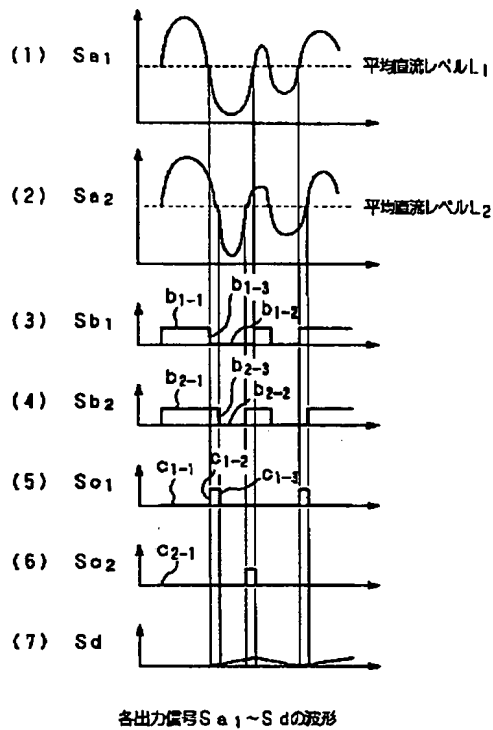 (1) Sa1 平均直流レベルL1
(2) Sa2 平均直流レベルL2
(3) Sb1 b1-1 b1-3 b1-2
(4) Sb2 b2-1 b2-3 b2-2
(5) Sc1 c1-1 c1-2 c1-3
(6) Sc2 c2-1
(7) Sd
各出力信号Sa1~Sdの波形